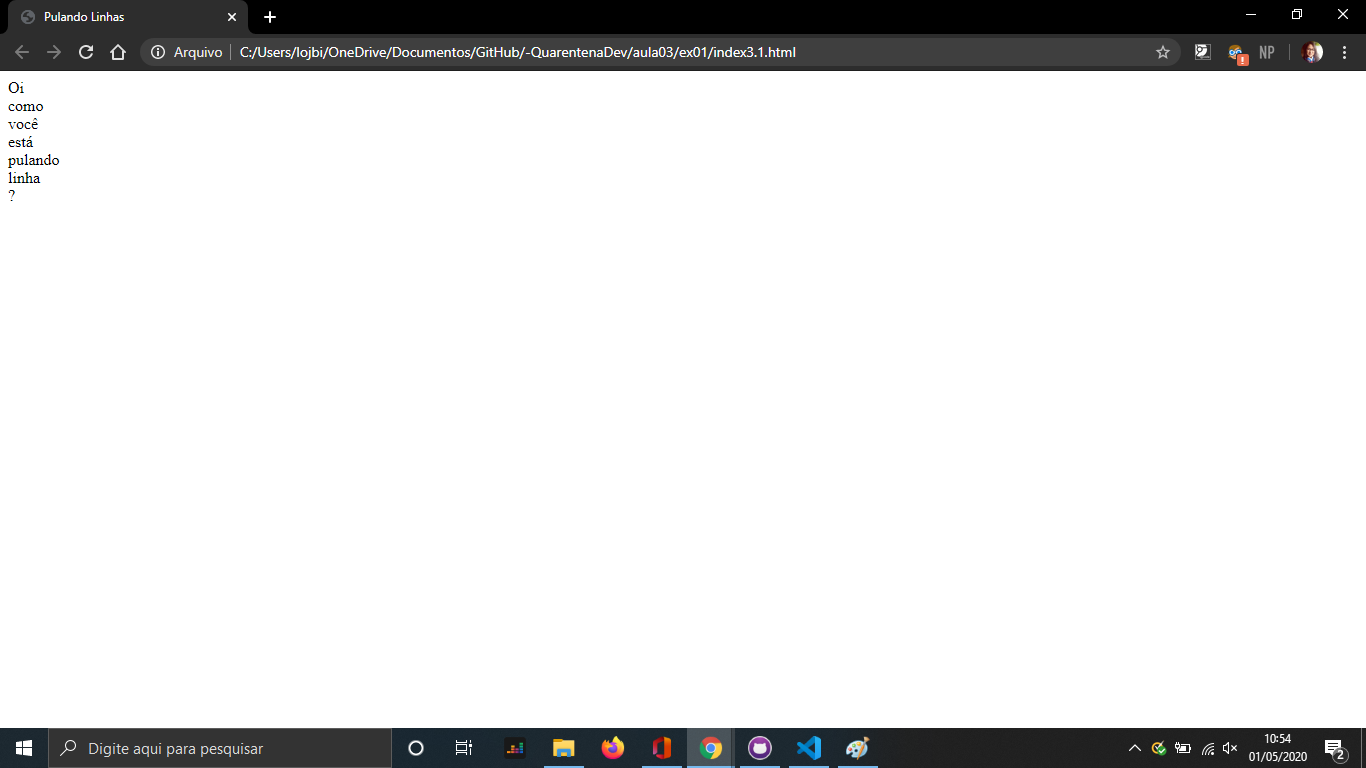 Pulando Linhas
Arquivo
C:/Users/lojbi/OneDrive/Documentos/GitHub/-QuarentenaDev/aula03/ex01/index3.1.html
NP
Oi
como
você
está
pulando
linha
?
Digite aqui para pesquisar
10:54
01/05/2020
2